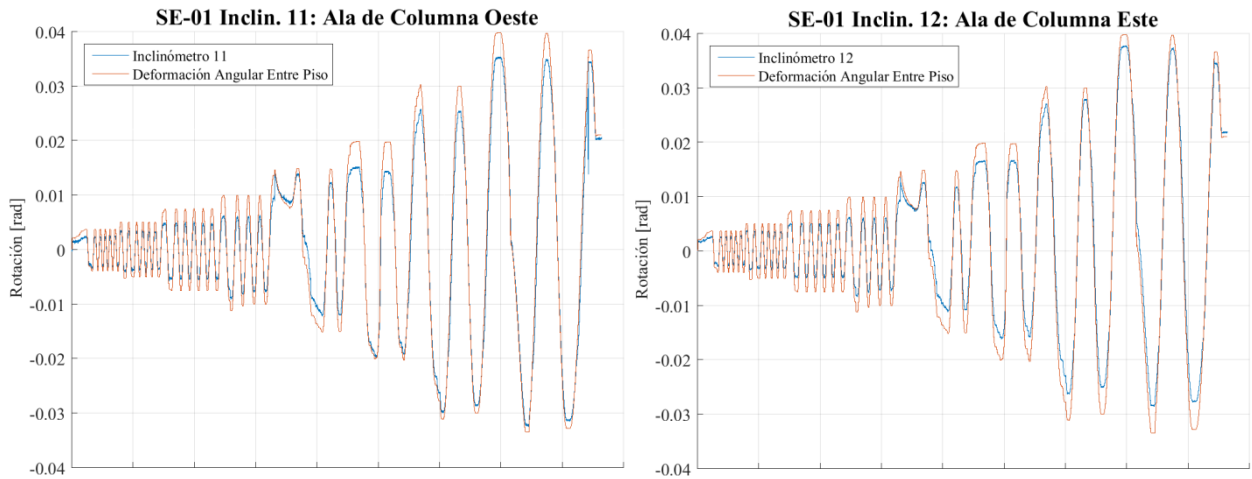 SE-01 Inclin. 11: Ala de Columna Oeste
Inclinómetro 11
Deformación Angular Entre Piso
Rotación [rad]
0.04
0.03
0.02
0.01
0
-0.01
-0.02
-0.03
-0.04
SE-01 Inclin. 12: Ala de Columna Este
Inclinómetro 12
Deformación Angular Entre Piso
Rotación [rad]
0.04
0.03
0.02
0.01
0
-0.01
-0.02
-0.03
-0.04